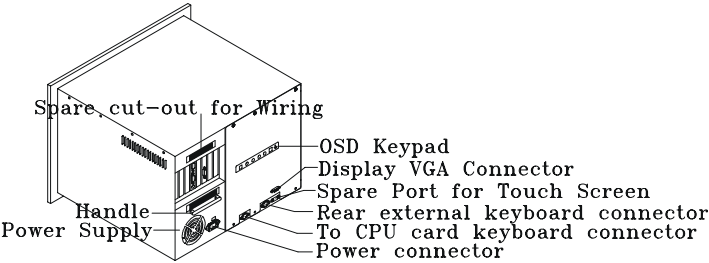 Spare cut-out for Wiring
OSD Keypad
Display VGA Connector
Spare Port for Touch Screen
Handle
Rear external keyboard connector
Power Supply
To CPU card keyboard connector
Power connector